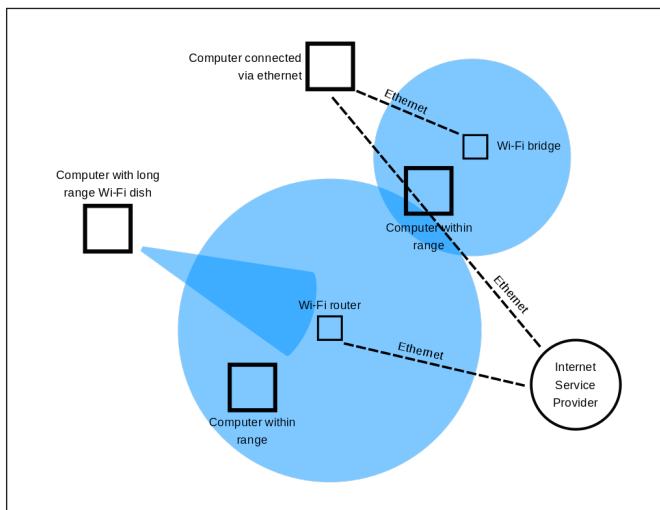 Computer connected
via ethernet
Ethernet
Wi-Fi bridge
Computer with long
range Wi-Fi dish
Computer within
range
Ethernet
Wi-Fi router
Ethernet
Internet
Service
Provider
Computer within
range